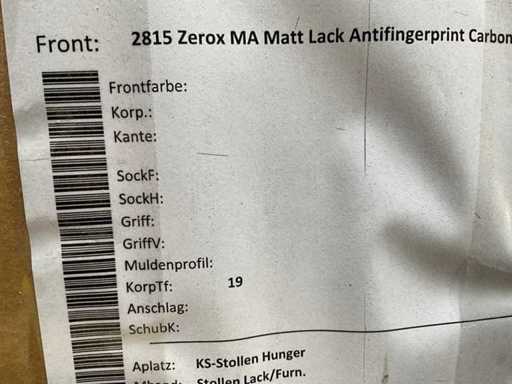 Front: 2815 Zerox MA Matt Lack Antifingerprint Carbon
Frontfarbe:
Korp.:
Kante:
SockF:
SockH:
Griff:
GriffV:
Muldenprofil:
KorpTf: 19
Anschlag:
SchubK:
Aplatz: KS-Stollen Hunger
Stollen Lack/Furn.